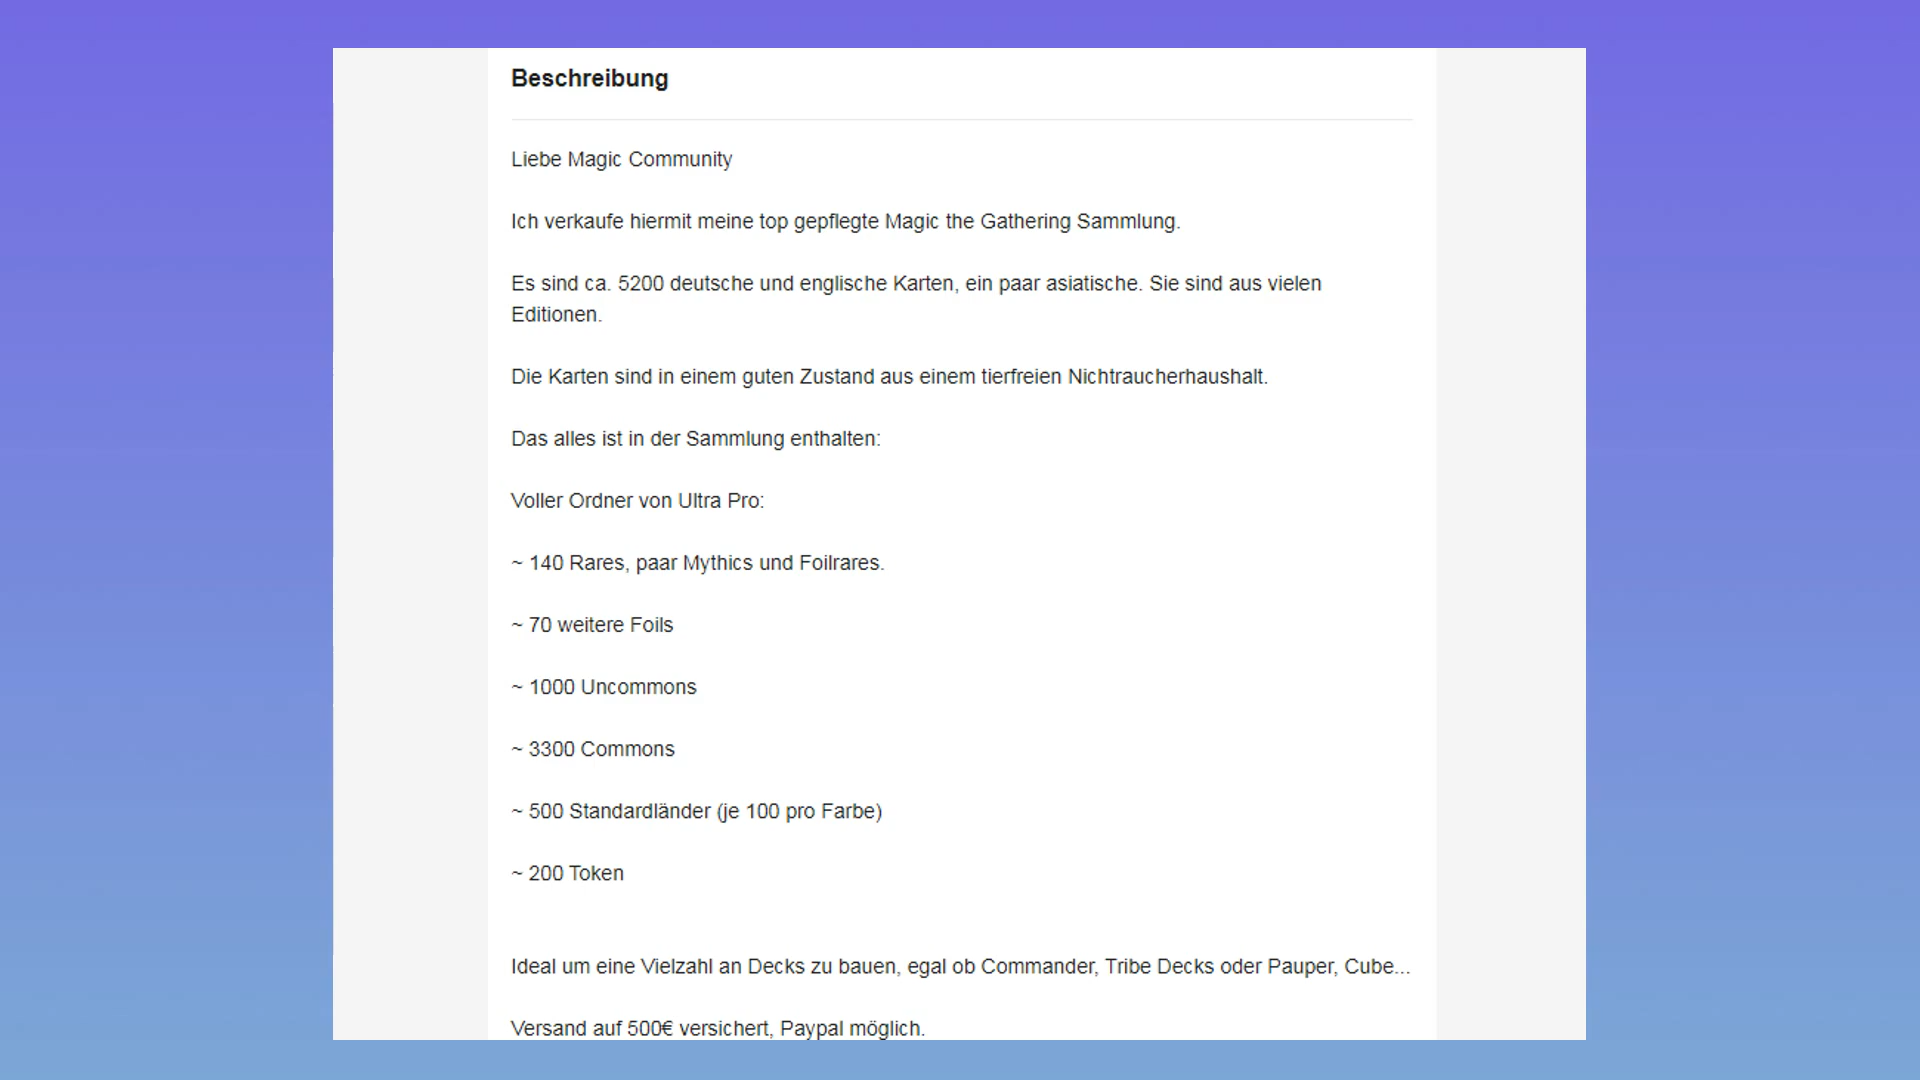 Beschreibung
Liebe Magic Community
Ich verkaufe hiermit meine top gepflegte Magic the Gathering Sammlung.
Es sind ca. 5200 deutsche und englische Karten, ein paar asiatische. Sie sind aus vielen
Editionen.
Die Karten sind in einem guten Zustand aus einem tierfreien Nichtraucherhaushalt.
Das alles ist in der Sammlung enthalten:
Voller Ordner von Ultra Pro:
~ 140 Rares, paar Mythics und Foilrares.
~ 70 weitere Foils
~ 1000 Uncommons
~ 3300 Commons
~ 500 Standardländer (je 100 pro Farbe)
~ 200 Token
Ideal um eine Vielzahl an Decks zu bauen, egal ob Commander, Tribe Decks oder Pauper, Cube...
Versand auf 500€ versichert, Paypal möglich.